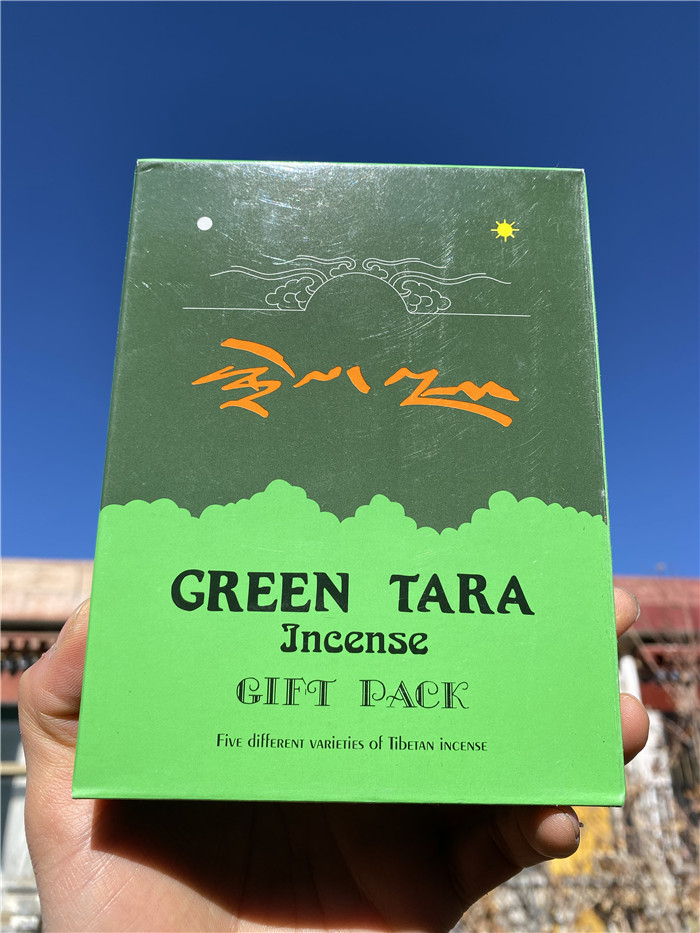 GREEN TARA
Incense
GIFT PACK
Five different varieties of Tibetan incense